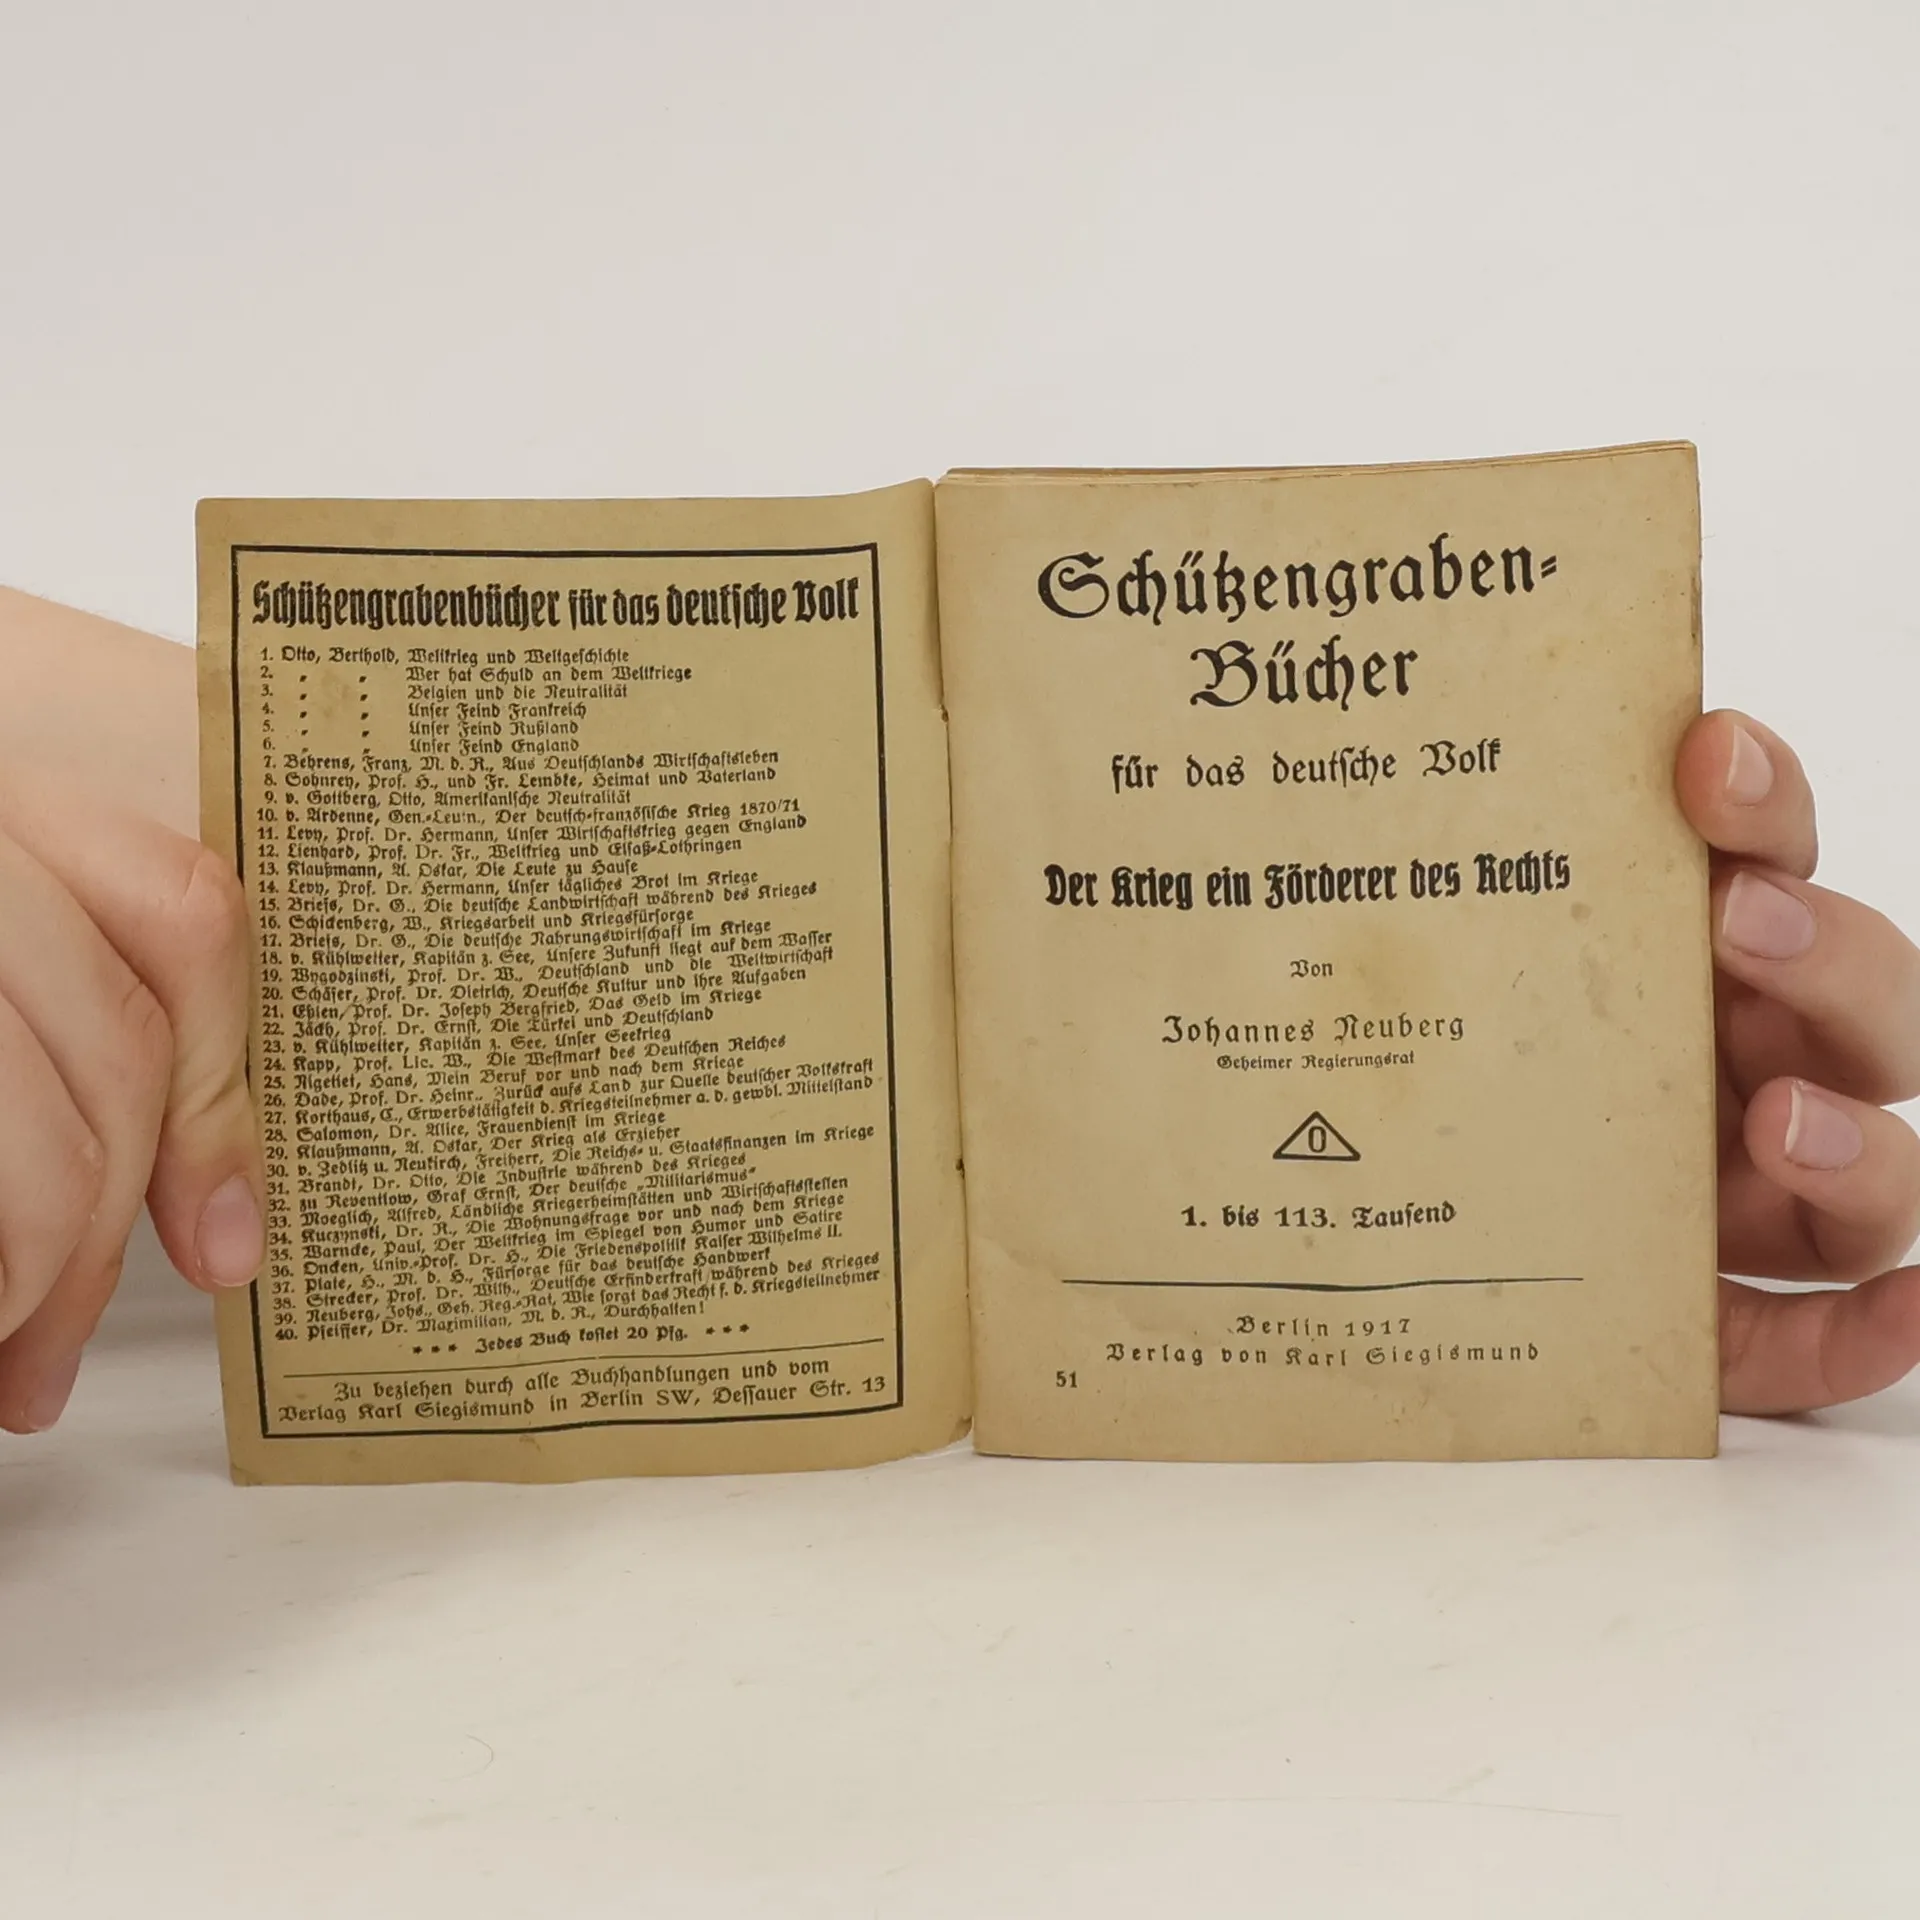 Schützengrabenbücher für das deutsche Volk
1. Otto, Berthold, Weltkrieg und Weltgeschichte
2. „ „ Wer hat Schuld an dem Weltkriege
3. „ „ Belgien und die Neutralität
4. „ „ Unser Feind Frankreich
5. „ „ Unser Feind Rußland
6. „ „ Unser Feind England
7. Behrens, Franz, M. d. R., Aus Deutschlands Wirtschaftsleben
8. Sohnrey, Prof. H., und Fr. Lembke, Heimat und Vaterland
9. v. Gottberg, Otto, Amerikanische Neutralität
10. v. Ardenne, Gen.-Leutn., Der deutsch-französische Krieg 1870/71
11. Levy, Prof. Dr. Hermann, Unser Wirtschaftskrieg gegen England
12. Lienhard, Prof. Dr. Fr., Weltkrieg und Elsaß-Lothringen
13. Klaußmann, A. Oskar, Die Leute zu Hause
14. Levy, Prof. Dr. Hermann, Unser tägliches Brot im Kriege
15. Briefs, Dr. G., Die deutsche Landwirtschaft während des Krieges
16. Schickenberg, W., Kriegsarbeit und Kriegsfürsorge
17. Briefs, Dr. G., Die deutsche Nahrungswirtschaft im Kriege
18. v. Kühlwetter, Kapitän z. See, Unsere Zukunft liegt auf dem Wasser
19. Wygodzinski, Prof. Dr. W., Deutschland und die Weltwirtschaft
20. Schäfer, Prof. Dr. Dietrich, Deutsche Kultur und ihre Aufgaben
21. Eßlen, Prof. Dr. Joseph Bergfried, Das Geld im Kriege
22. Jäckh, Prof. Dr. Ernst, Die Türkei und Deutschland
23. v. Kühlwetter, Kapitän z. See, Unser Seekrieg
24. Kapp, Prof. Lic. W., Die Westmark des Deutschen Reiches
25. Nigetiet, Hans, Mein Beruf vor und nach dem Kriege
26. Dade, Prof. Dr. Heinr., Zurück aufs Land zur Quelle deutscher Volkskraft
27. Korthaus, C., Erwerbstätigkeit d. Kriegsteilnehmer a. d. gewbl. Mittelstand
28. Salomon, Dr. Alice, Frauendienst im Kriege
29. Klaußmann, A. Oskar, Der Krieg als Erzieher
30. v. Zedlitz u. Neukirch, Freiherr, Die Reichs- u. Staatsfinanzen im Kriege
31. Brandt, Dr. Otto, Die Industrie während des Krieges
32. zu Reventlow, Graf Ernst, Der deutsche „Militarismus“
33. Moeglich, Alfred, Ländliche Kriegerheimstätten und Wirtschaftsstellen
34. Kuczynski, Dr. R., Die Wohnungsfrage vor und nach dem Kriege
35. Warncke, Paul, Der Weltkrieg im Spiegel von Humor und Satire
36. Oncken, Univ.-Prof. Dr. H., Die Friedenspolitik Kaiser Wilhelms II.
37. Plate, H., M. d. H., Fürsorge für das deutsche Handwerk
38. Strecker, Prof. Dr. Wilh., Deutsche Erfinderkraft während des Krieges
39. Neuberg, Johs., Geh. Reg.-Rat, Wie sorgt das Recht f. d. Kriegsteilnehmer
40. Pfeiffer, Dr. Maximilian, M. d. R., Durchhalten!
* * * Jedes Buch kostet 20 Pfg. * * *
Zu beziehen durch alle Buchhandlungen und vom
Verlag Karl Siegismund in Berlin SW, Dessauer Str. 13
Schützengraben-
Bücher
für das deutsche Volk
Der Krieg ein Förderer des Rechts
Von
Johannes Neuberg
Geheimer Regierungsrat
O
1. bis 113. Tausend
Berlin 1917
Verlag von Karl Siegismund
51